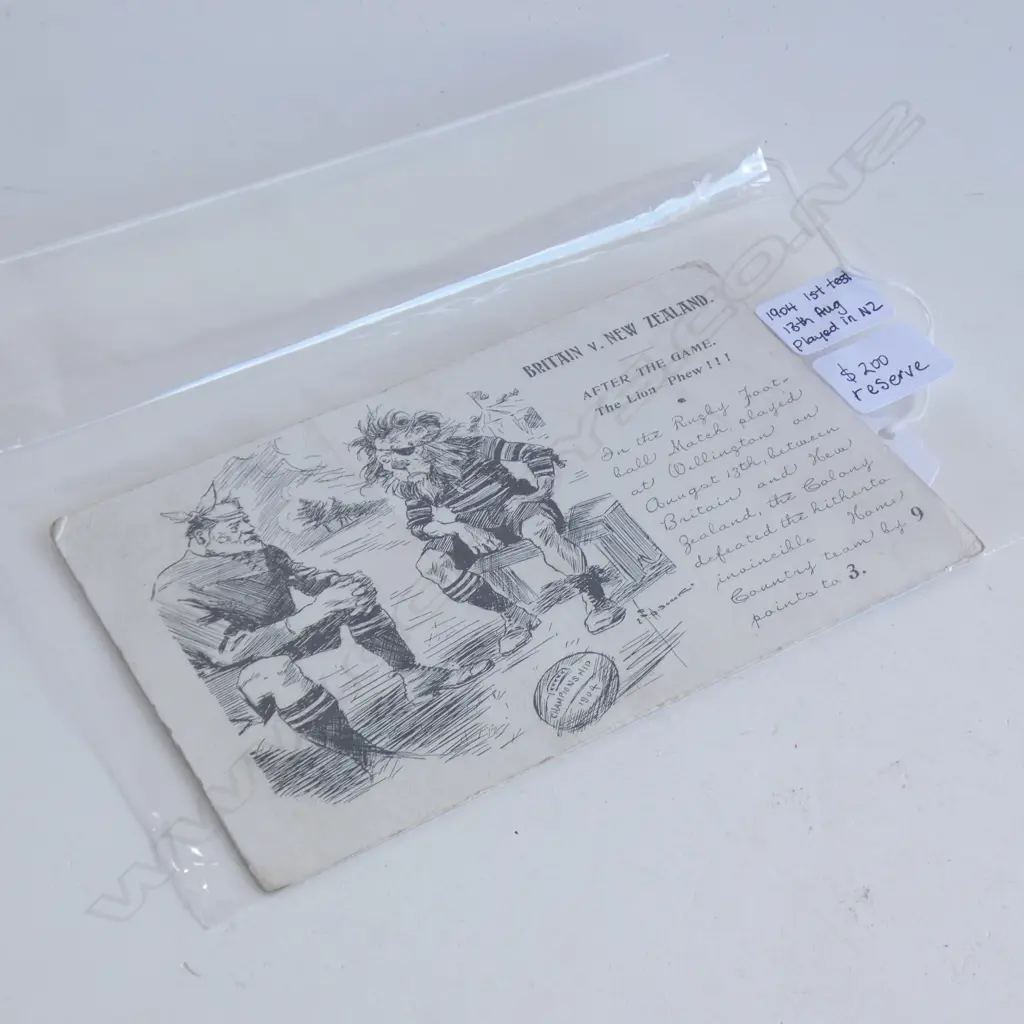 BRITAIN V. NEW ZEALAND.
AFTER THE GAME.
The Lion—Phew!!!
In the Rugby Foot-
ball Match, played
at Wellington on
August 13th, between
Britain and New
Zealand, the Colony
defeated the hitherto
invincible Home
Country team by 9
points to 3.
CHAMPIONSHIP
1904
1904 1st test
13th Aug
played in NZ
$200
reserve